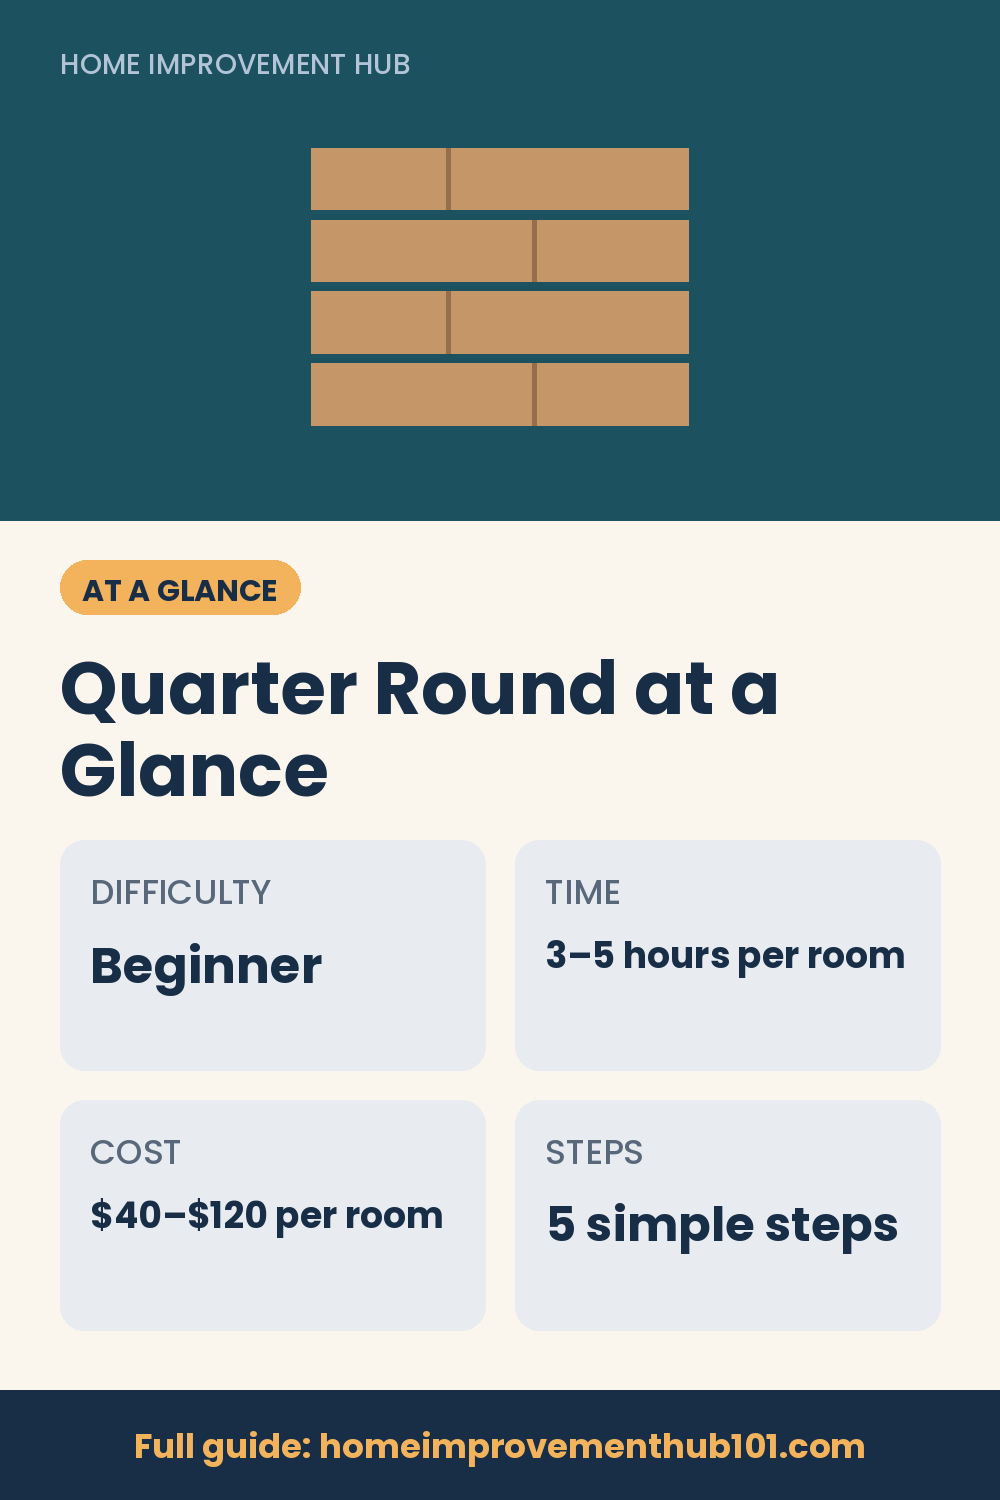 HOME IMPROVEMENT HUB
AT A GLANCE
Quarter Round at a
Glance
DIFFICULTY
Beginner
TIME
3–5 hours per room
COST
$40–$120 per room
STEPS
5 simple steps
Full guide: homeimprovementhub101.com